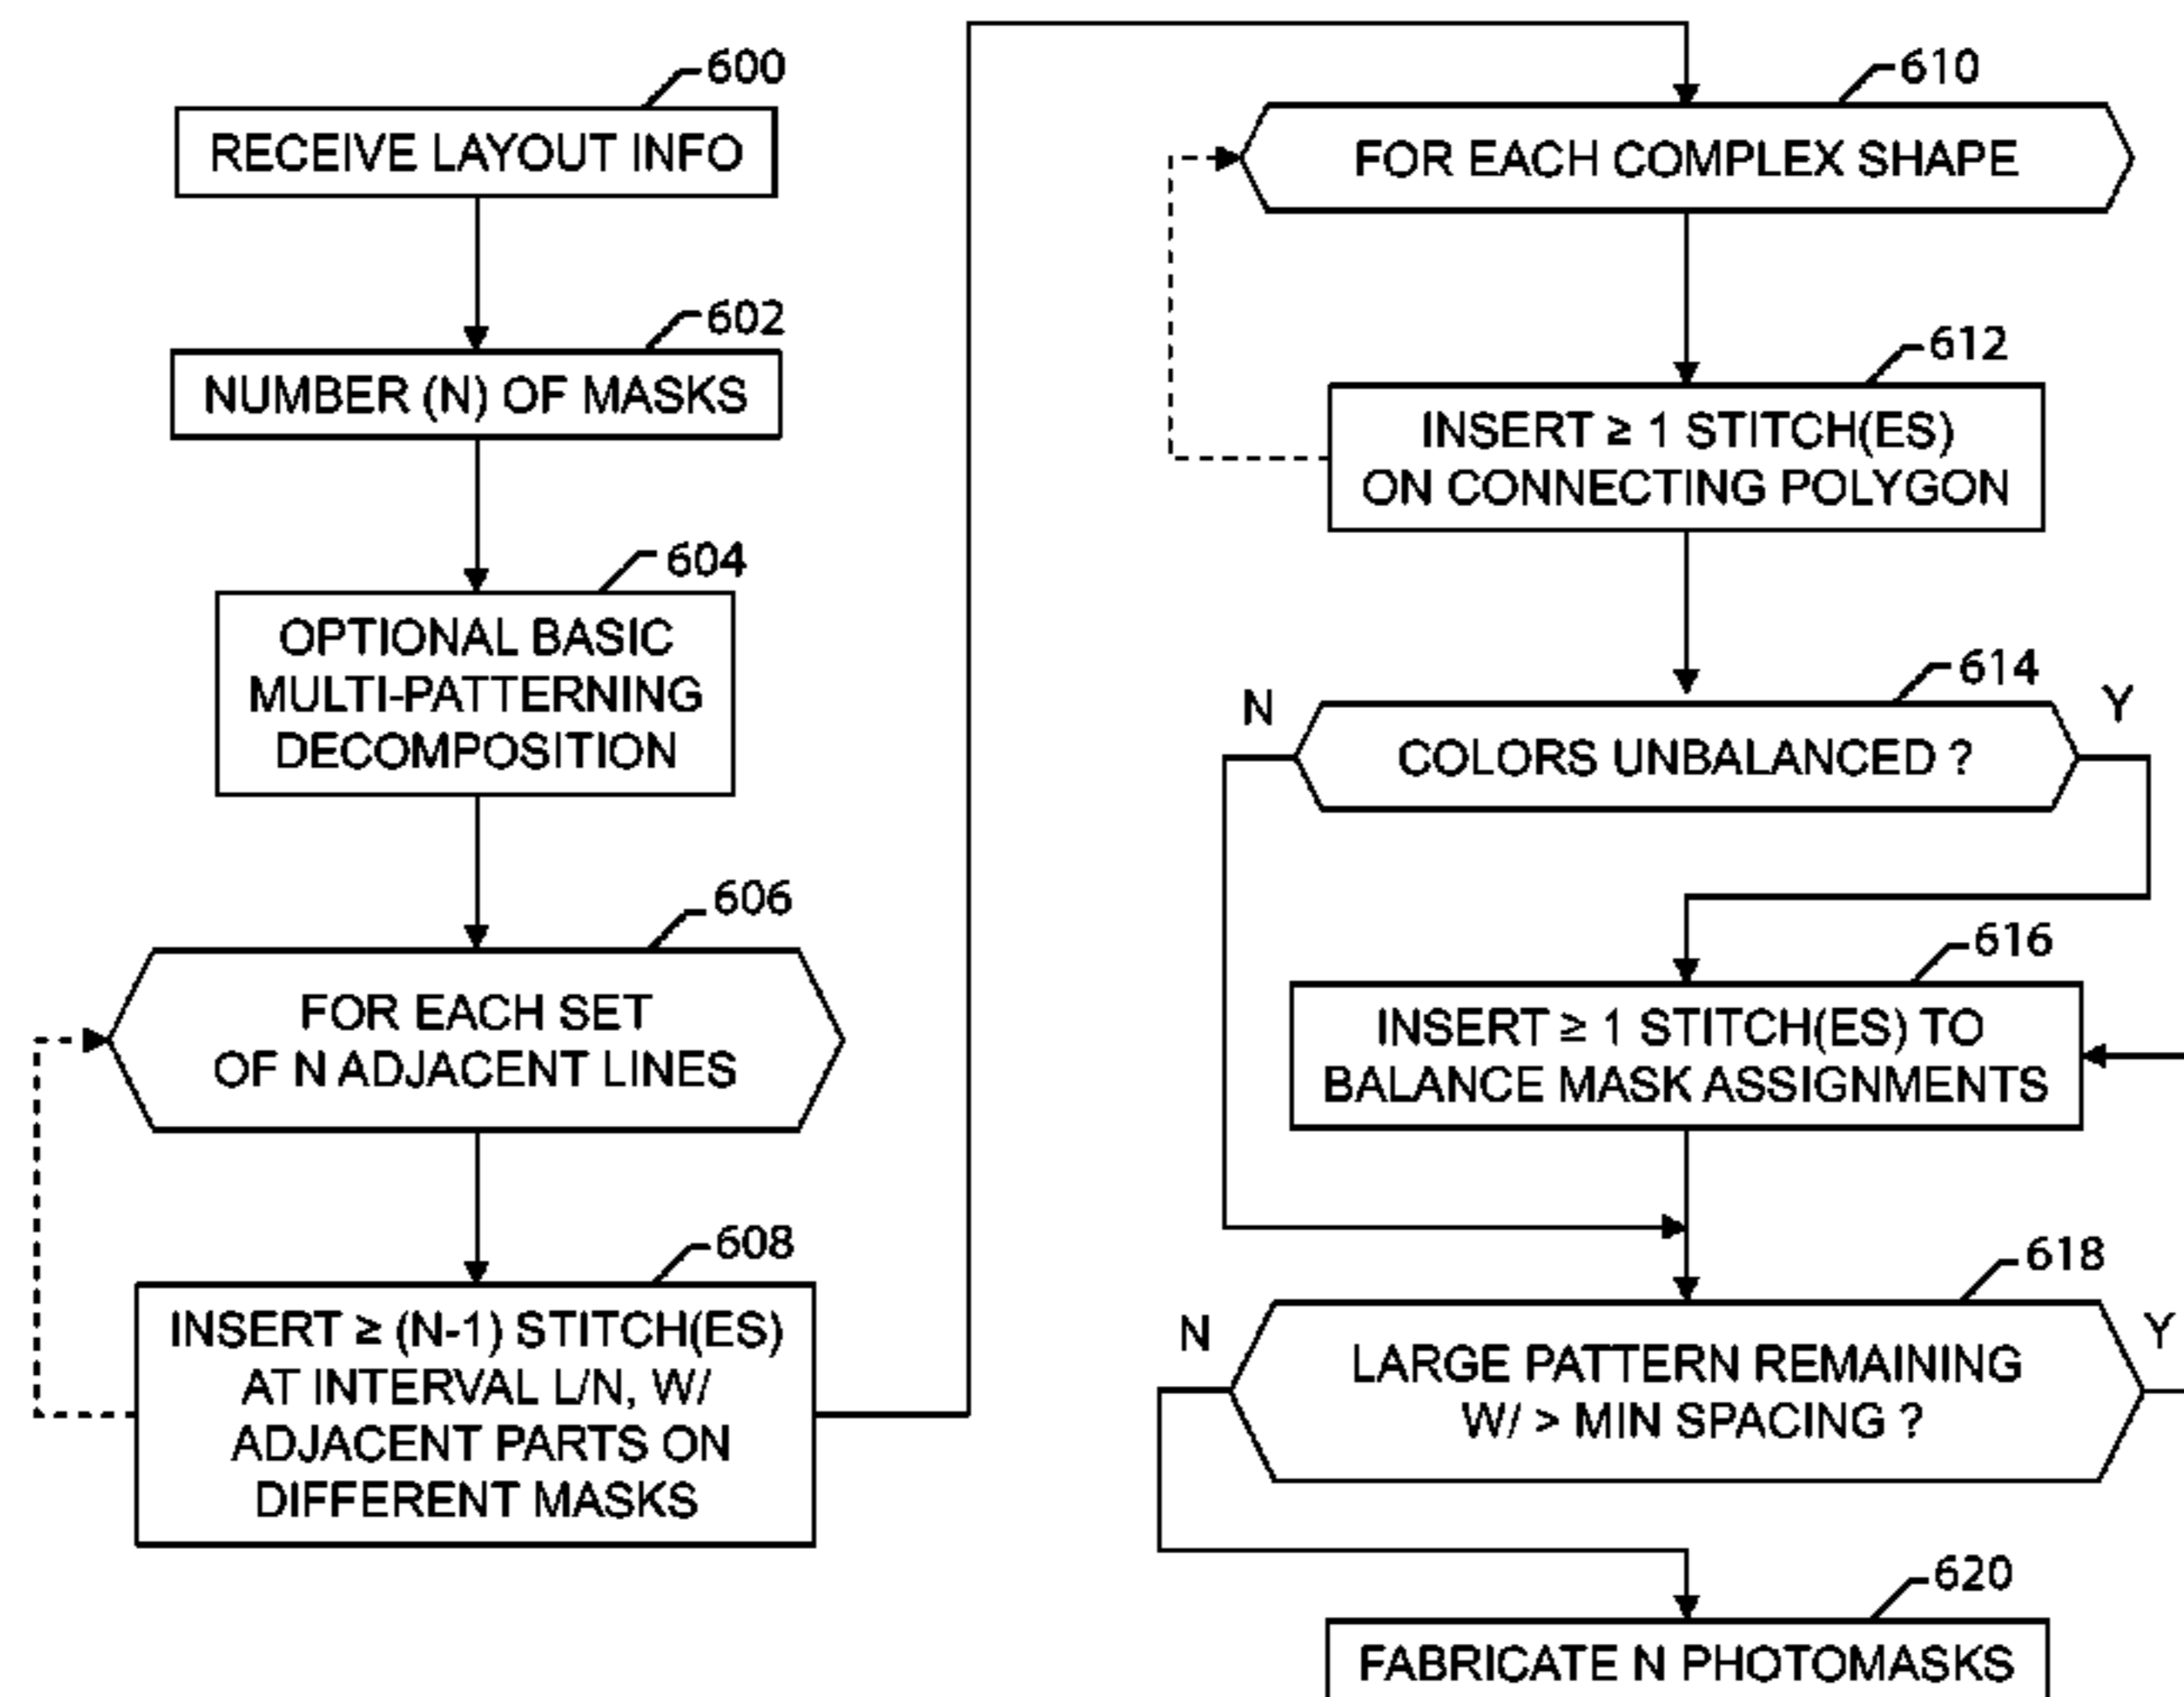 600
RECEIVE LAYOUT INFO
602
NUMBER (N) OF MASKS
604
OPTIONAL BASIC
MULTI-PATTERNING
DECOMPOSITION
606
FOR EACH SET
OF N ADJACENT LINES
608
INSERT ≥ (N-1) STITCH(ES)
AT INTERVAL L/N, W/
ADJACENT PARTS ON
DIFFERENT MASKS
610
FOR EACH COMPLEX SHAPE
612
INSERT ≥ 1 STITCH(ES)
ON CONNECTING POLYGON
614
N
Y
COLORS UNBALANCED ?
616
INSERT ≥ 1 STITCH(ES) TO
BALANCE MASK ASSIGNMENTS
618
N
Y
LARGE PATTERN REMAINING
W/ > MIN SPACING ?
620
FABRICATE N PHOTOMASKS